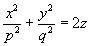 x²/p² + y²/q² = 2z